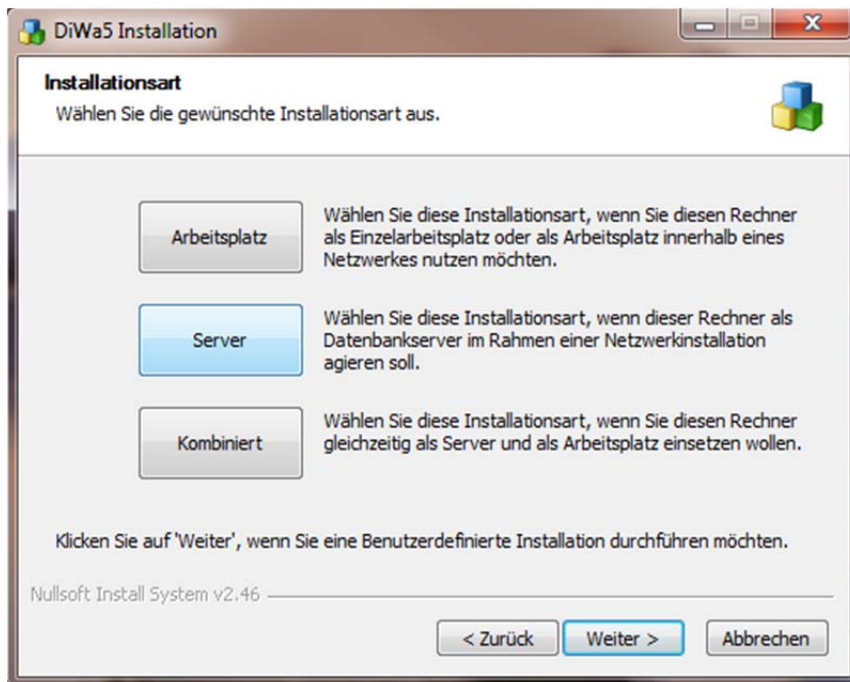 DiWa5 Installation
Installationsart
Wählen Sie die gewünschte Installationsart aus.
Arbeitsplatz
Wählen Sie diese Installationsart, wenn Sie diesen Rechner
als Einzelarbeitsplatz oder als Arbeitsplatz innerhalb eines
Netzwerkes nutzen möchten.
Server
Wählen Sie diese Installationsart, wenn dieser Rechner als
Datenbankserver im Rahmen einer Netzwerkinstallation
agieren soll.
Kombiniert
Wählen Sie diese Installationsart, wenn Sie diesen Rechner
gleichzeitig als Server und als Arbeitsplatz einsetzen wollen.
Klicken Sie auf 'Weiter', wenn Sie eine Benutzerdefinierte Installation durchführen möchten.
Nullsoft Install System v2.46
< Zurück
Weiter >
Abbrechen